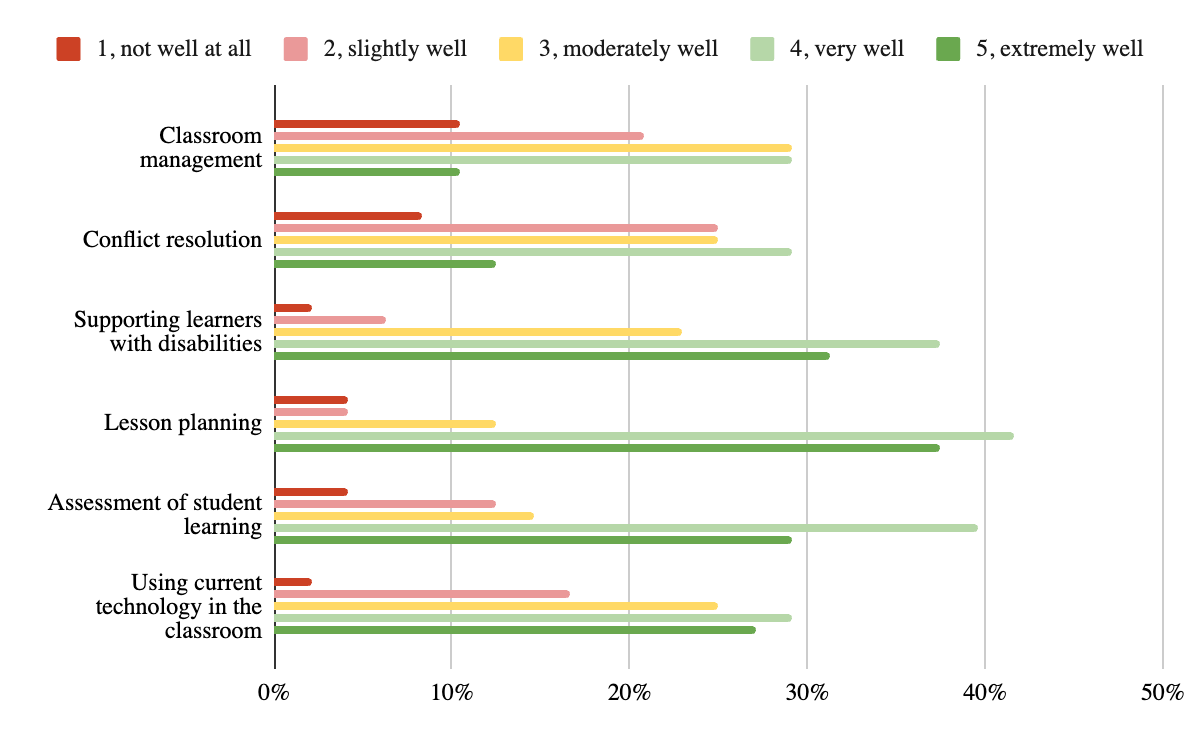 1, not well at all 2, slightly well 3, moderately well 4, very well 5, extremely well
Classroom
management
Conflict resolution
Supporting learners
with disabilities
Lesson planning
Assessment of student
learning
Using current
technology in the
classroom
0% 10% 20% 30% 40% 50%